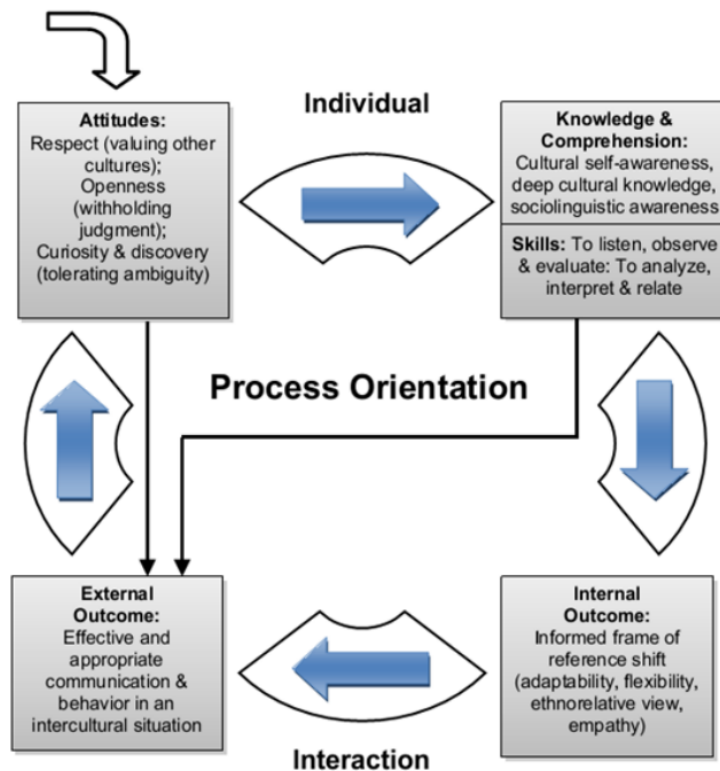 Individual
Attitudes:
Respect (valuing other
cultures);
Openness
(withholding
judgment);
Curiosity & discovery
(tolerating ambiguity)
Knowledge &
Comprehension:
Cultural self-awareness,
deep cultural knowledge,
sociolinguistic awareness
Skills: To listen, observe
& evaluate: To analyze,
interpret & relate
Process Orientation
External
Outcome:
Effective and
appropriate
communication &
behavior in an
intercultural situation
Internal
Outcome:
Informed frame of
reference shift
(adaptability, flexibility,
ethnorelative view,
empathy)
Interaction